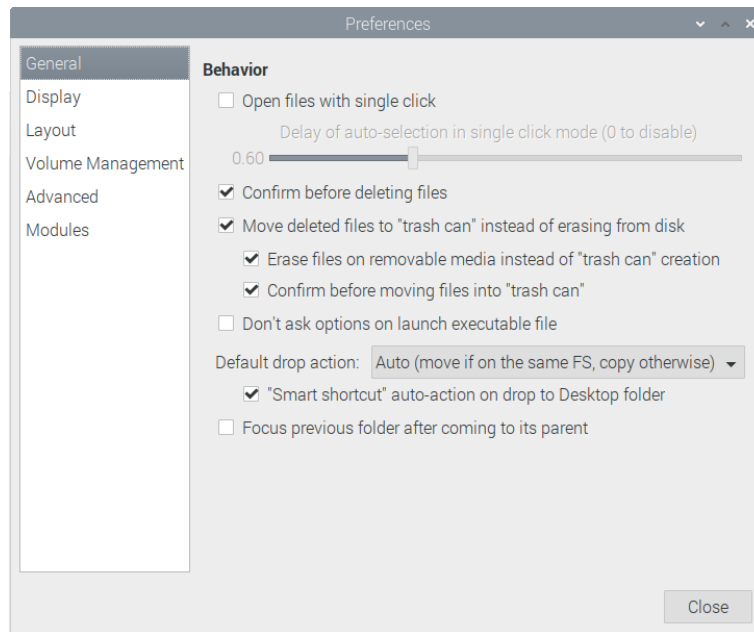 Preferences
General
Display
Layout
Volume Management
Advanced
Modules
Behavior
Open files with single click
Delay of auto-selection in single click mode (0 to disable)
0.60
Confirm before deleting files
Move deleted files to "trash can" instead of erasing from disk
Erase files on removable media instead of "trash can" creation
Confirm before moving files into "trash can"
Don't ask options on launch executable file
Default drop action: Auto (move if on the same FS, copy otherwise)
"Smart shortcut" auto-action on drop to Desktop folder
Focus previous folder after coming to its parent
Close